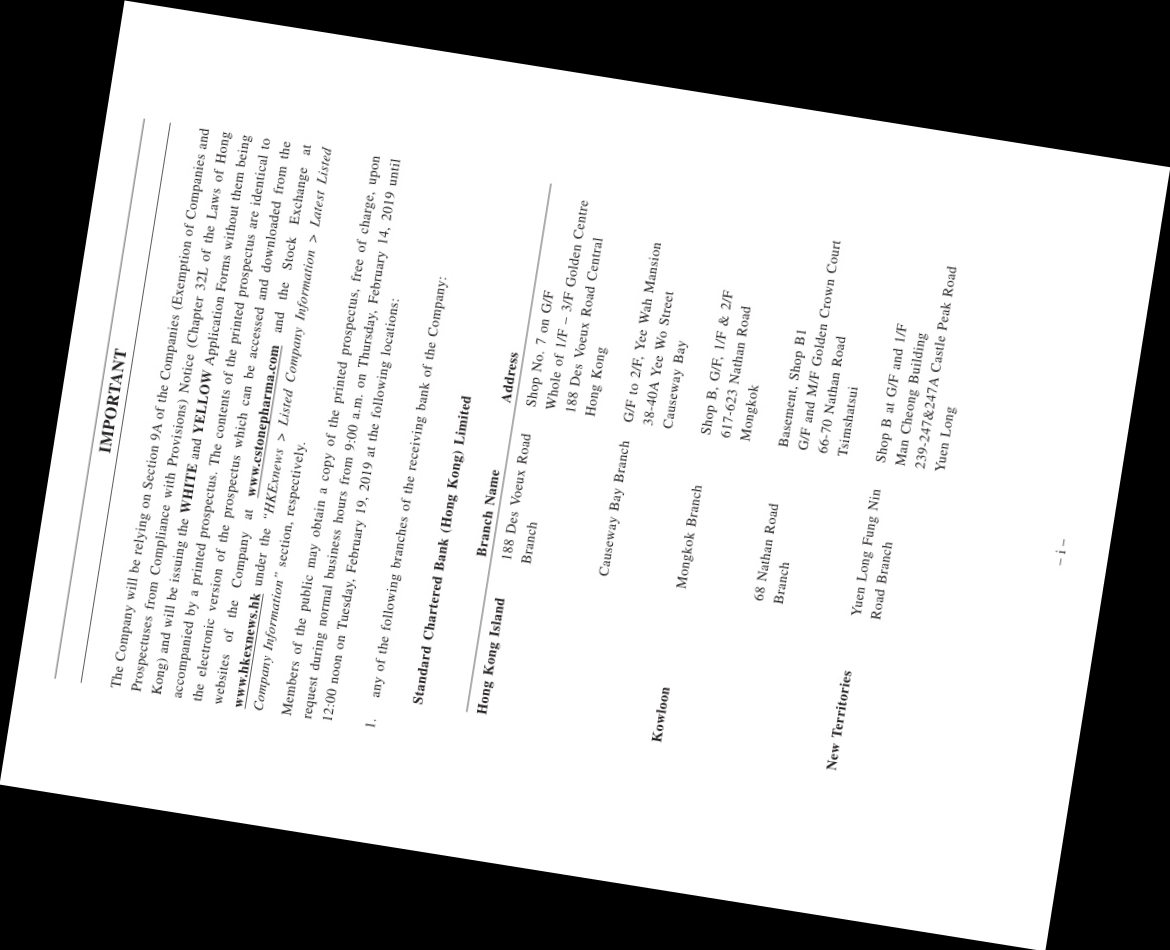 IMPORTANT
The Company will be relying on Section 9A of the Companies (Exemption of Companies and
Prospectuses from Compliance with Provisions) Notice (Chapter 32L of the Laws of Hong
Kong) and will be issuing the WHITE and YELLOW Application Forms without them being
accompanied by a printed prospectus. The contents of the printed prospectus are identical to
the electronic version of the prospectus which can be accessed and downloaded from the
websites of the Company at www.cstonepharma.com and the Stock Exchange at
www.hkexnews.hk under the “HKExnews > Listed Company Information > Latest Listed
Company Information” section, respectively.
Members of the public may obtain a copy of the printed prospectus, free of charge, upon
request during normal business hours from 9:00 a.m. on Thursday, February 14, 2019 until
12:00 noon on Tuesday, February 19, 2019 at the following locations:
1. any of the following branches of the receiving bank of the Company:
Standard Chartered Bank (Hong Kong) Limited
Branch Name Address
Hong Kong Island 188 Des Voeux Road Shop No. 7 on G/F
Branch Whole of 1/F – 3/F Golden Centre
188 Des Voeux Road Central
Hong Kong
Causeway Bay Branch G/F to 2/F, Yee Wah Mansion
38-40A Yee Wo Street
Causeway Bay
Kowloon Mongkok Branch Shop B, G/F, 1/F & 2/F
617-623 Nathan Road
Mongkok
68 Nathan Road Basement, Shop B1
Branch G/F and M/F Golden Crown Court
66-70 Nathan Road
Tsimshatsui
New Territories Yuen Long Fung Nin Shop B at G/F and 1/F
Road Branch Man Cheong Building
239-247&247A Castle Peak Road
Yuen Long
– i –